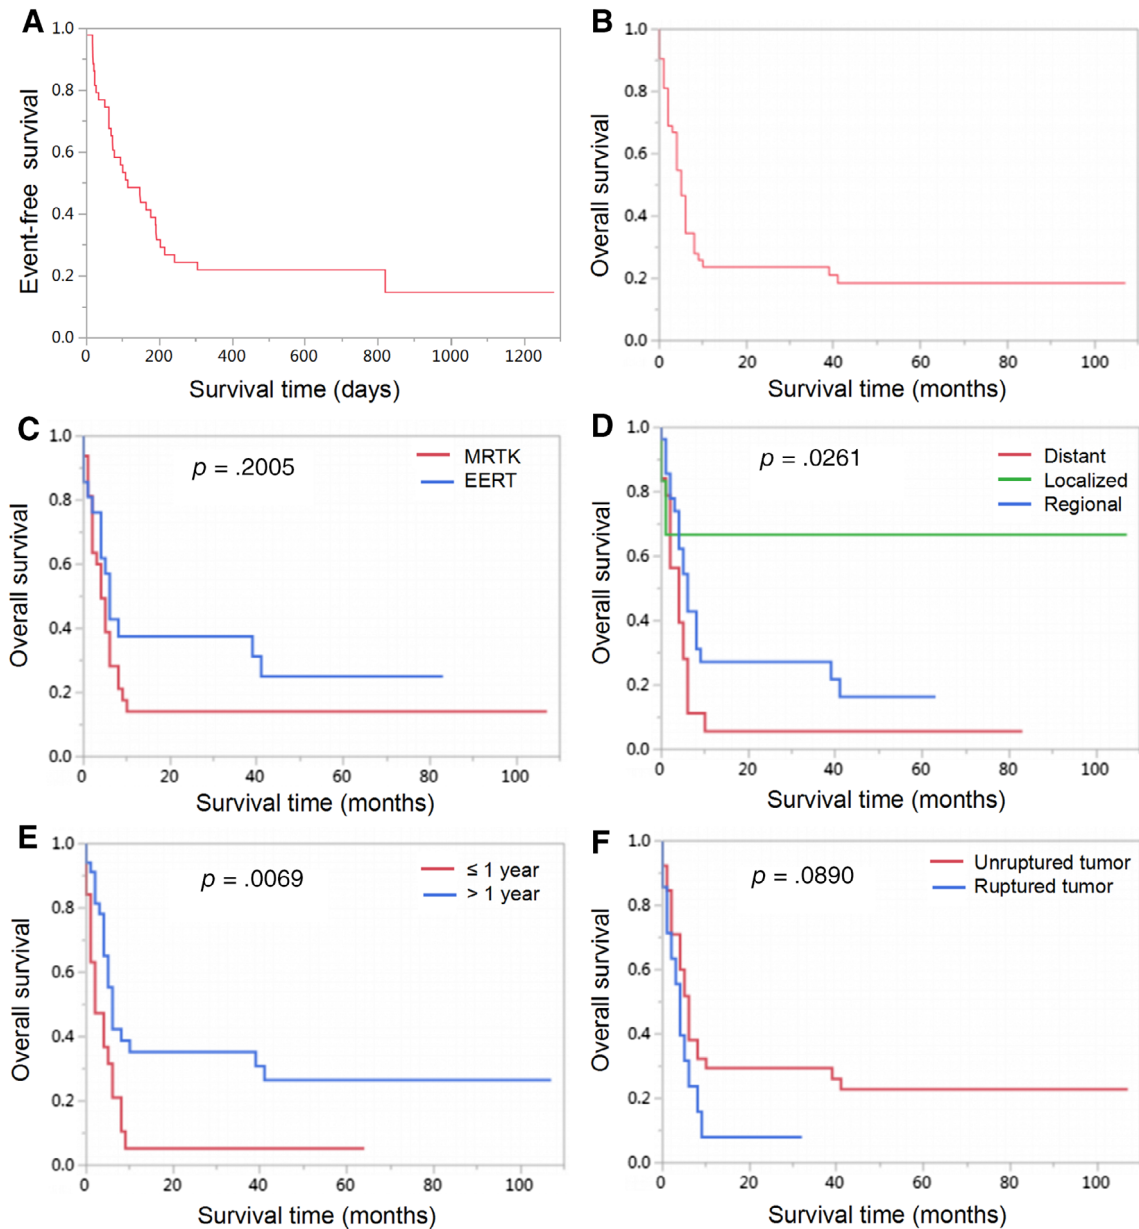 A
1.0
0.8
0.6
0.4
0.2
0.0
Event-free survival
0 200 400 600 800 1000 1200
Survival time (days)
B
1.0
0.8
0.6
0.4
0.2
0.0
Overall survival
0 20 40 60 80 100
Survival time (months)
C
p = .2005
MRTK
EERT
1.0
0.8
0.6
0.4
0.2
0.0
Overall survival
0 20 40 60 80 100
Survival time (months)
D
p = .0261
Distant
Localized
Regional
1.0
0.8
0.6
0.4
0.2
0.0
Overall survival
0 20 40 60 80 100
Survival time (months)
E
p = .0069
≤ 1 year
> 1 year
1.0
0.8
0.6
0.4
0.2
0.0
Overall survival
0 20 40 60 80 100
Survival time (months)
F
p = .0890
Unruptured tumor
Ruptured tumor
1.0
0.8
0.6
0.4
0.2
0.0
Overall survival
0 20 40 60 80 100
Survival time (months)